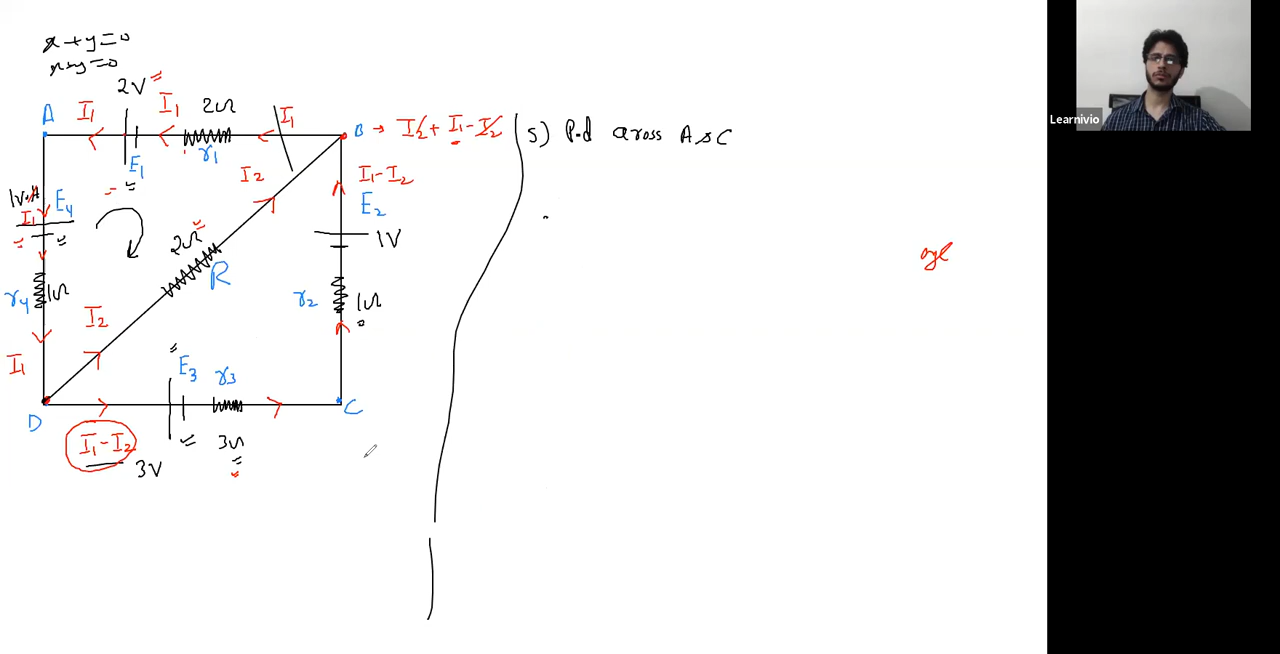 x + y = 0
x + y = 0
2V
A
I₁
I₁
2Ω
I₁
B → I₂ + I₁ - I₂
5) P.d across A & C
E₁
r₁
I₂
I₁ - I₂
E₄
I₁
E₂
2Ω
1V
R
r₄
1Ω
r₂
1Ω
I₂
I₁
E₃
r₃
D
C
I₁ - I₂
3V
3Ω
Learnivio